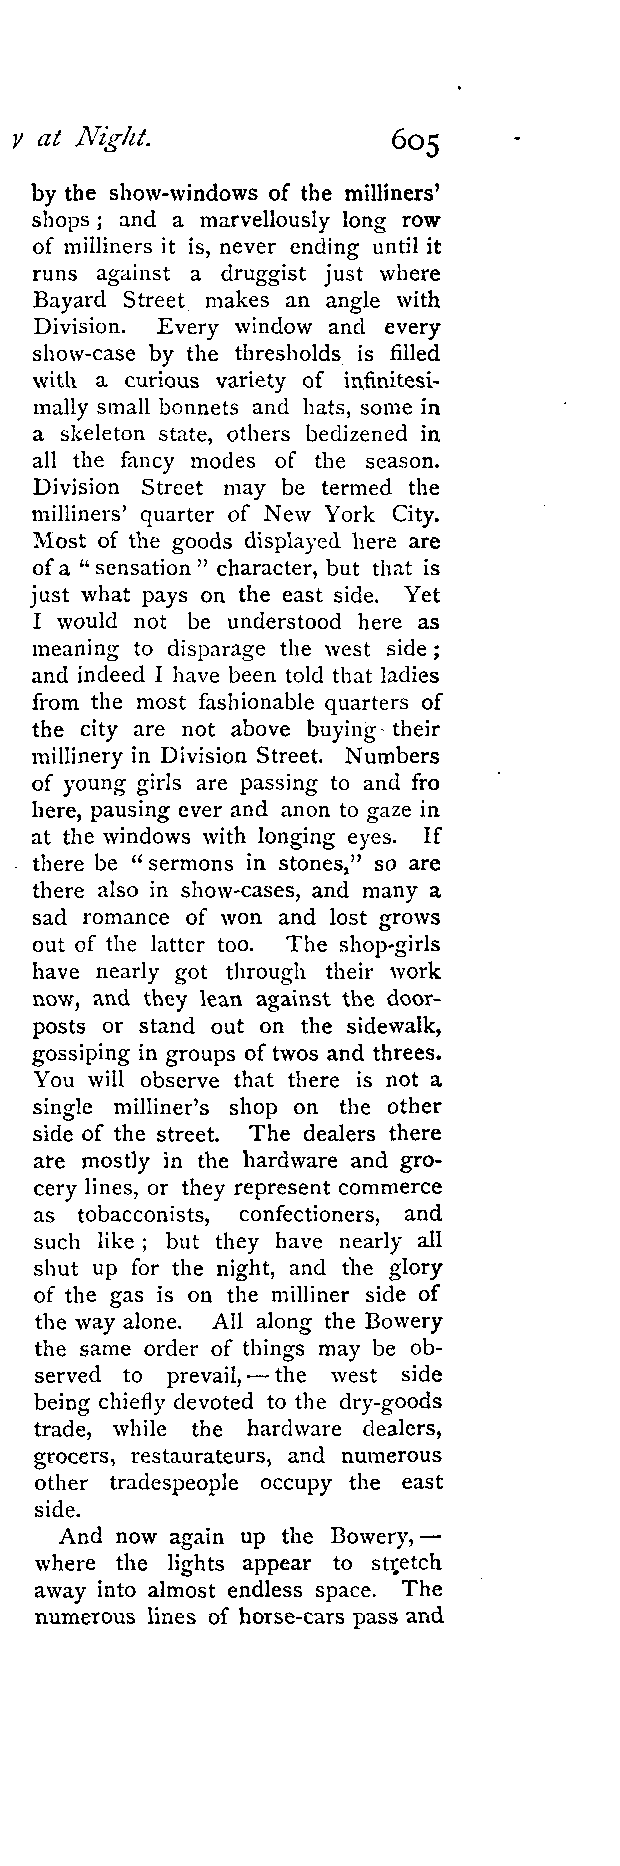 y at Night. 605
by the show-windows of the milliners'
shops; and a marvellously long row
of milliners it is, never ending until it
runs against a druggist just where
Bayard Street makes an angle with
Division. Every window and every
show-case by the thresholds is filled
with a curious variety of infinitesi-
mally small bonnets and hats, some in
a skeleton state, others bedizened in
all the fancy modes of the season.
Division Street may be termed the
milliners' quarter of New York City.
Most of the goods displayed here are
of a "sensation" character, but that is
just what pays on the east side. Yet
I would not be understood here as
meaning to disparage the west side;
and indeed I have been told that ladies
from the most fashionable quarters of
the city are not above buying their
millinery in Division Street. Numbers
of young girls are passing to and fro
here, pausing ever and anon to gaze in
at the windows with longing eyes. If
there be "sermons in stones," so are
there also in show-cases, and many a
sad romance of won and lost grows
out of the latter too. The shop-girls
have nearly got through their work
now, and they lean against the door-
posts or stand out on the sidewalk,
gossiping in groups of twos and threes.
You will observe that there is not a
single milliner's shop on the other
side of the street. The dealers there
are mostly in the hardware and gro-
cery lines, or they represent commerce
as tobacconists, confectioners, and
such like; but they have nearly all
shut up for the night, and the glory
of the gas is on the milliner side of
the way alone. All along the Bowery
the same order of things may be ob-
served to prevail,—the west side
being chiefly devoted to the dry-goods
trade, while the hardware dealers,
grocers, restaurateurs, and numerous
other tradespeople occupy the east
side.
And now again up the Bowery,—
where the lights appear to stretch
away into almost endless space. The
numerous lines of horse-cars pass and